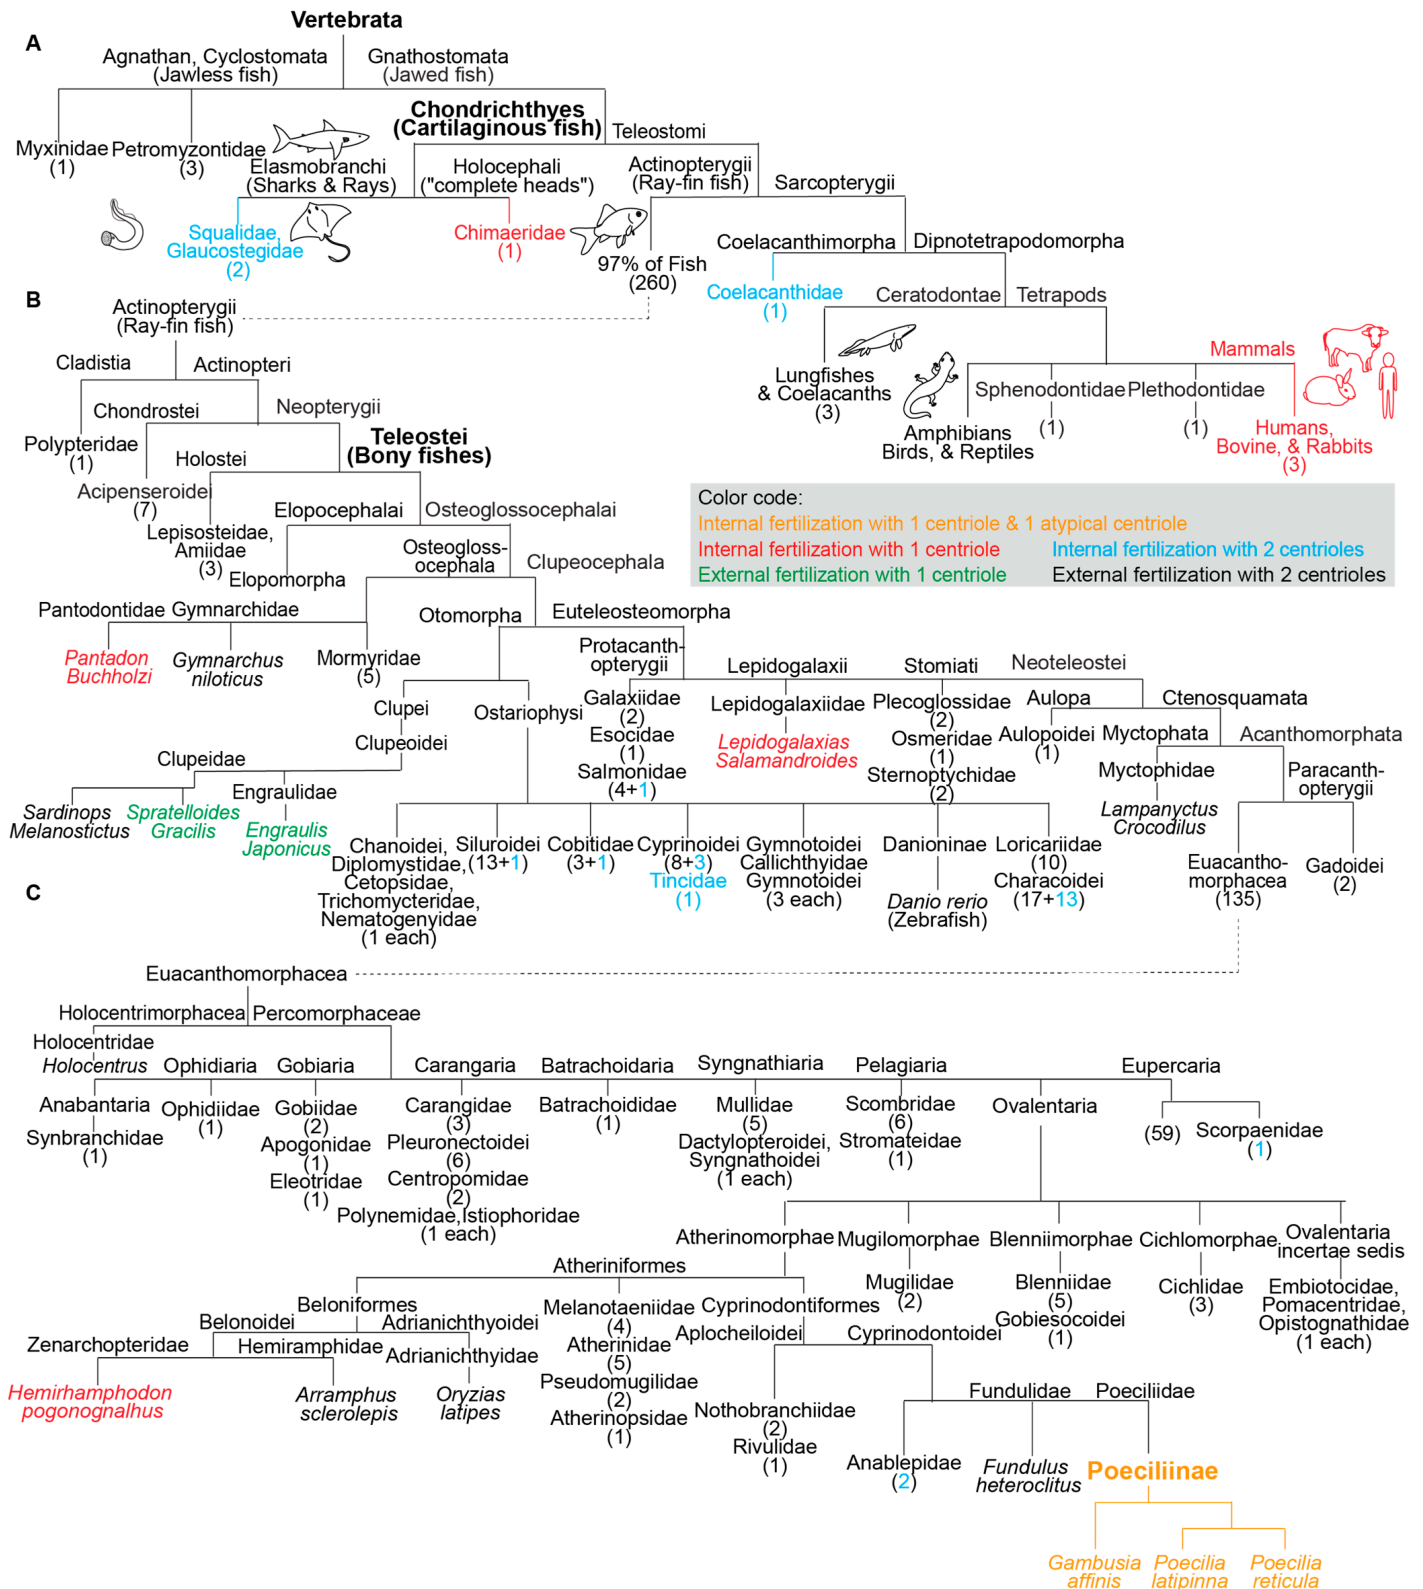 Vertebrata
A
Agnathan, Cyclostomata
(Jawless fish)
Gnathostomata
(Jawed fish)
Chondrichthyes
(Cartilaginous fish)
Teleostomi
Myxinidae
(1)
Petromyzontidae
(3)
Elasmobranchi
(Sharks & Rays)
Holocephali
("complete heads")
Actinopterygii
(Ray-fin fish)
Sarcopterygii
Squalidae,
Glaucostegidae
(2)
Chimaeridae
(1)
97% of Fish
(260)
Coelacanthimorpha
Dipnotetrapodomorpha
Coelacanthidae
(1)
Ceratodontae
Tetrapods
Lungfishes
& Coelacanths
(3)
Mammals
Amphibians
Birds, & Reptiles
Sphenodontidae
(1)
Plethodontidae
(1)
Humans,
Bovine, & Rabbits
(3)
B
Actinopterygii
(Ray-fin fish)
Cladistia
Actinopteri
Chondrostei
Neopterygii
Polypteridae
(1)
Teleostei
(Bony fishes)
Holostei
Acipenseroidei
(7)
Lepisosteidae,
Amiidae
(3)
Elopocephalai
Osteoglossocephalai
Elopomorpha
Osteogloss-
ocephala
Clupeocephala
Color code:
Internal fertilization with 1 centriole & 1 atypical centriole
Internal fertilization with 1 centriole
Internal fertilization with 2 centrioles
External fertilization with 1 centriole
External fertilization with 2 centrioles
Pantodontidae
Gymnarchidae
Otomorpha
Euteleosteomorpha
Pantadon
Buchholzi
Gymnarchus
niloticus
Mormyridae
(5)
Protacanth-
opterygii
Lepidogalaxii
Stomiati
Neoteleostei
Clupei
Ostariophysi
Galaxiidae
(2)
Esocidae
(1)
Salmonidae
(4+1)
Lepidogalaxiidae
Lepidogalaxias
Salamandroides
Plecoglossidae
(2)
Osmeridae
(1)
Sternoptychidae
(2)
Aulopa
Ctenosquamata
Aulopoidei
(1)
Myctophata
Acanthomorphata
Clupeoidei
Clupeidae
Engraulidae
Myctophidae
Lampanyctus
Crocodilus
Paracanth-
opterygii
Sardinops
Melanostictus
Spratelloides
Gracilis
Engraulis
Japonicus
Chanoidei,
Diplomystidae,
Cetopsidae,
Trichomycteridae,
Nematogenyidae
(1 each)
Siluroidei
(13+1)
Cobitidae
(3+1)
Cyprinoidei
(8+3)
Tincidae
(1)
Gymnotoidei
Callichthyidae
Gymnotoidei
(3 each)
Danioninae
Danio rerio
(Zebrafish)
Loricariidae
(10)
Characoidei
(17+13)
Euacantho-
morphacea
(135)
Gadoidei
(2)
C
Euacanthomorphacea
Holocentrimorphacea
Percomorphaceae
Holocentridae
Holocentrus
Ophidiaria
Gobiaria
Carangaria
Batrachoidaria
Syngnathiaria
Pelagiaria
Eupercaria
Anabantaria
Synbranchidae
(1)
Ophidiidae
(1)
Gobiidae
(2)
Apogonidae
(1)
Eleotridae
(1)
Carangidae
(3)
Pleuronectoidei
(6)
Centropomidae
(2)
Polynemidae,Istiophoridae
(1 each)
Batrachoididae
(1)
Mullidae
(5)
Dactylopteroidei,
Syngnathoidei
(1 each)
Scombridae
(6)
Stromateidae
(1)
Ovalentaria
(59)
Scorpaenidae
(1)
Atherinomorphae
Mugilomorphae
Blenniimorphae
Cichlomorphae
Ovalentaria
incertae sedis
Atheriniformes
Mugilidae
(2)
Blenniidae
(5)
Gobiesocoidei
(1)
Cichlidae
(3)
Embiotocidae,
Pomacentridae,
Opistognathidae
(1 each)
Beloniformes
Belonoidei
Adrianichthyoidei
Melanotaeniidae
(4)
Atherinidae
(5)
Pseudomugilidae
(2)
Atherinopsidae
(1)
Cyprinodontiformes
Aplocheiloidei
Cyprinodontoidei
Zenarchopteridae
Hemiramphidae
Adrianichthyidae
Hemirhamphodon
pogonognalhus
Arramphus
sclerolepis
Oryzias
latipes
Nothobranchiidae
(2)
Rivulidae
(1)
Fundulidae
Poeciliidae
Anablepidae
(2)
Fundulus
heteroclitus
Poeciliinae
Gambusia
affinis
Poecilia
latipinna
Poecilia
reticula